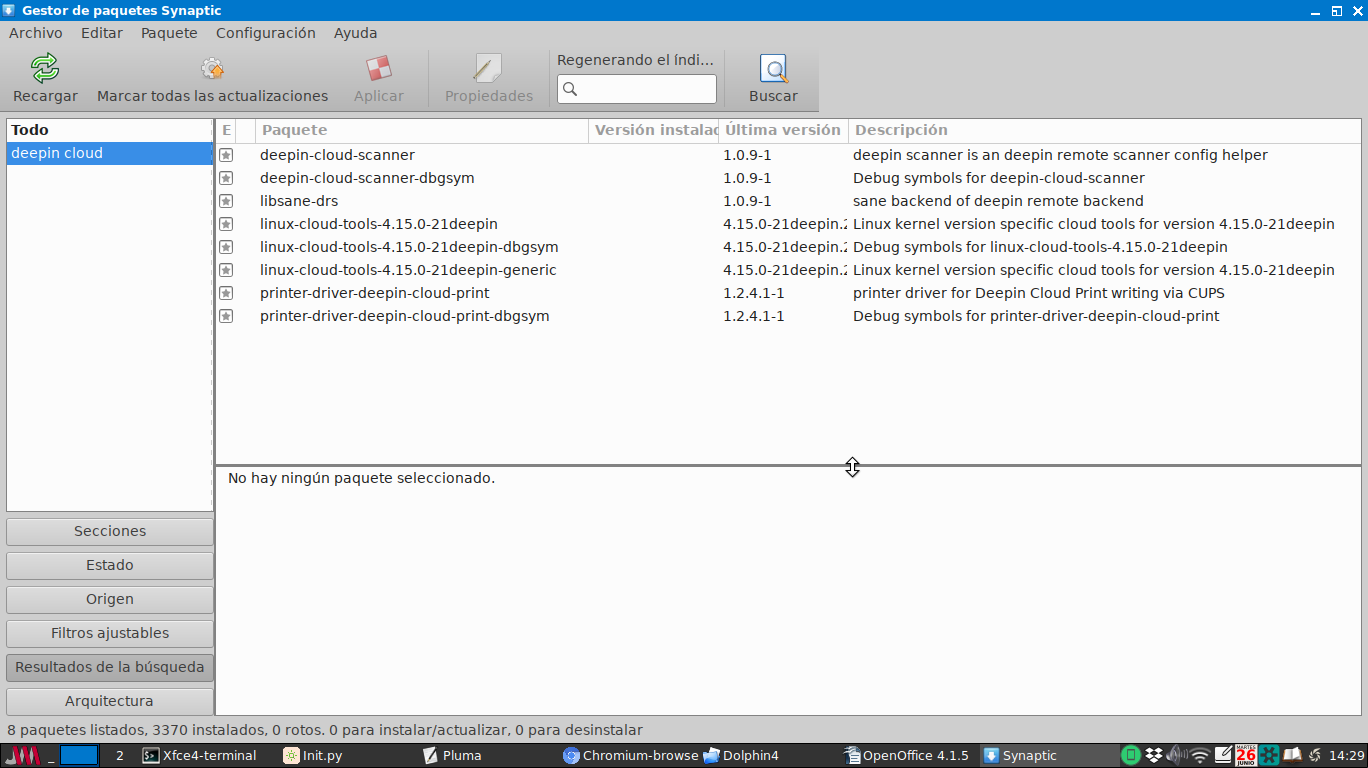 Gestor de paquetes Synaptic
Archivo Editar Paquete Configuración Ayuda
Recargar Marcar todas las actualizaciones Aplicar Propiedades Regenerando el índi... Buscar
Todo
deepin cloud
E Paquete Versión instalac Última versión Descripción
deepin-cloud-scanner 1.0.9-1 deepin scanner is an deepin remote scanner config helper
deepin-cloud-scanner-dbgsym 1.0.9-1 Debug symbols for deepin-cloud-scanner
libsane-drs 1.0.9-1 sane backend of deepin remote backend
linux-cloud-tools-4.15.0-21deepin 4.15.0-21deepin.2 Linux kernel version specific cloud tools for version 4.15.0-21deepin
linux-cloud-tools-4.15.0-21deepin-dbgsym 4.15.0-21deepin.2 Debug symbols for linux-cloud-tools-4.15.0-21deepin
linux-cloud-tools-4.15.0-21deepin-generic 4.15.0-21deepin.2 Linux kernel version specific cloud tools for version 4.15.0-21deepin
printer-driver-deepin-cloud-print 1.2.4.1-1 printer driver for Deepin Cloud Print writing via CUPS
printer-driver-deepin-cloud-print-dbgsym 1.2.4.1-1 Debug symbols for printer-driver-deepin-cloud-print
No hay ningún paquete seleccionado.
Secciones
Estado
Origen
Filtros ajustables
Resultados de la búsqueda
Arquitectura
8 paquetes listados, 3370 instalados, 0 rotos. 0 para instalar/actualizar, 0 para desinstalar
2 Xfce4-terminal Init.py Pluma Chromium-browse Dolphin4 OpenOffice 4.1.5 Synaptic MARTES 26 JUNIO 14:29